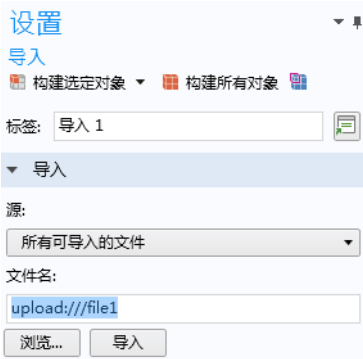 设置
导入
构建选定对象 构建所有对象
标签: 导入 1
导入
源:
所有可导入的文件
文件名:
upload:///file1
浏览... 导入